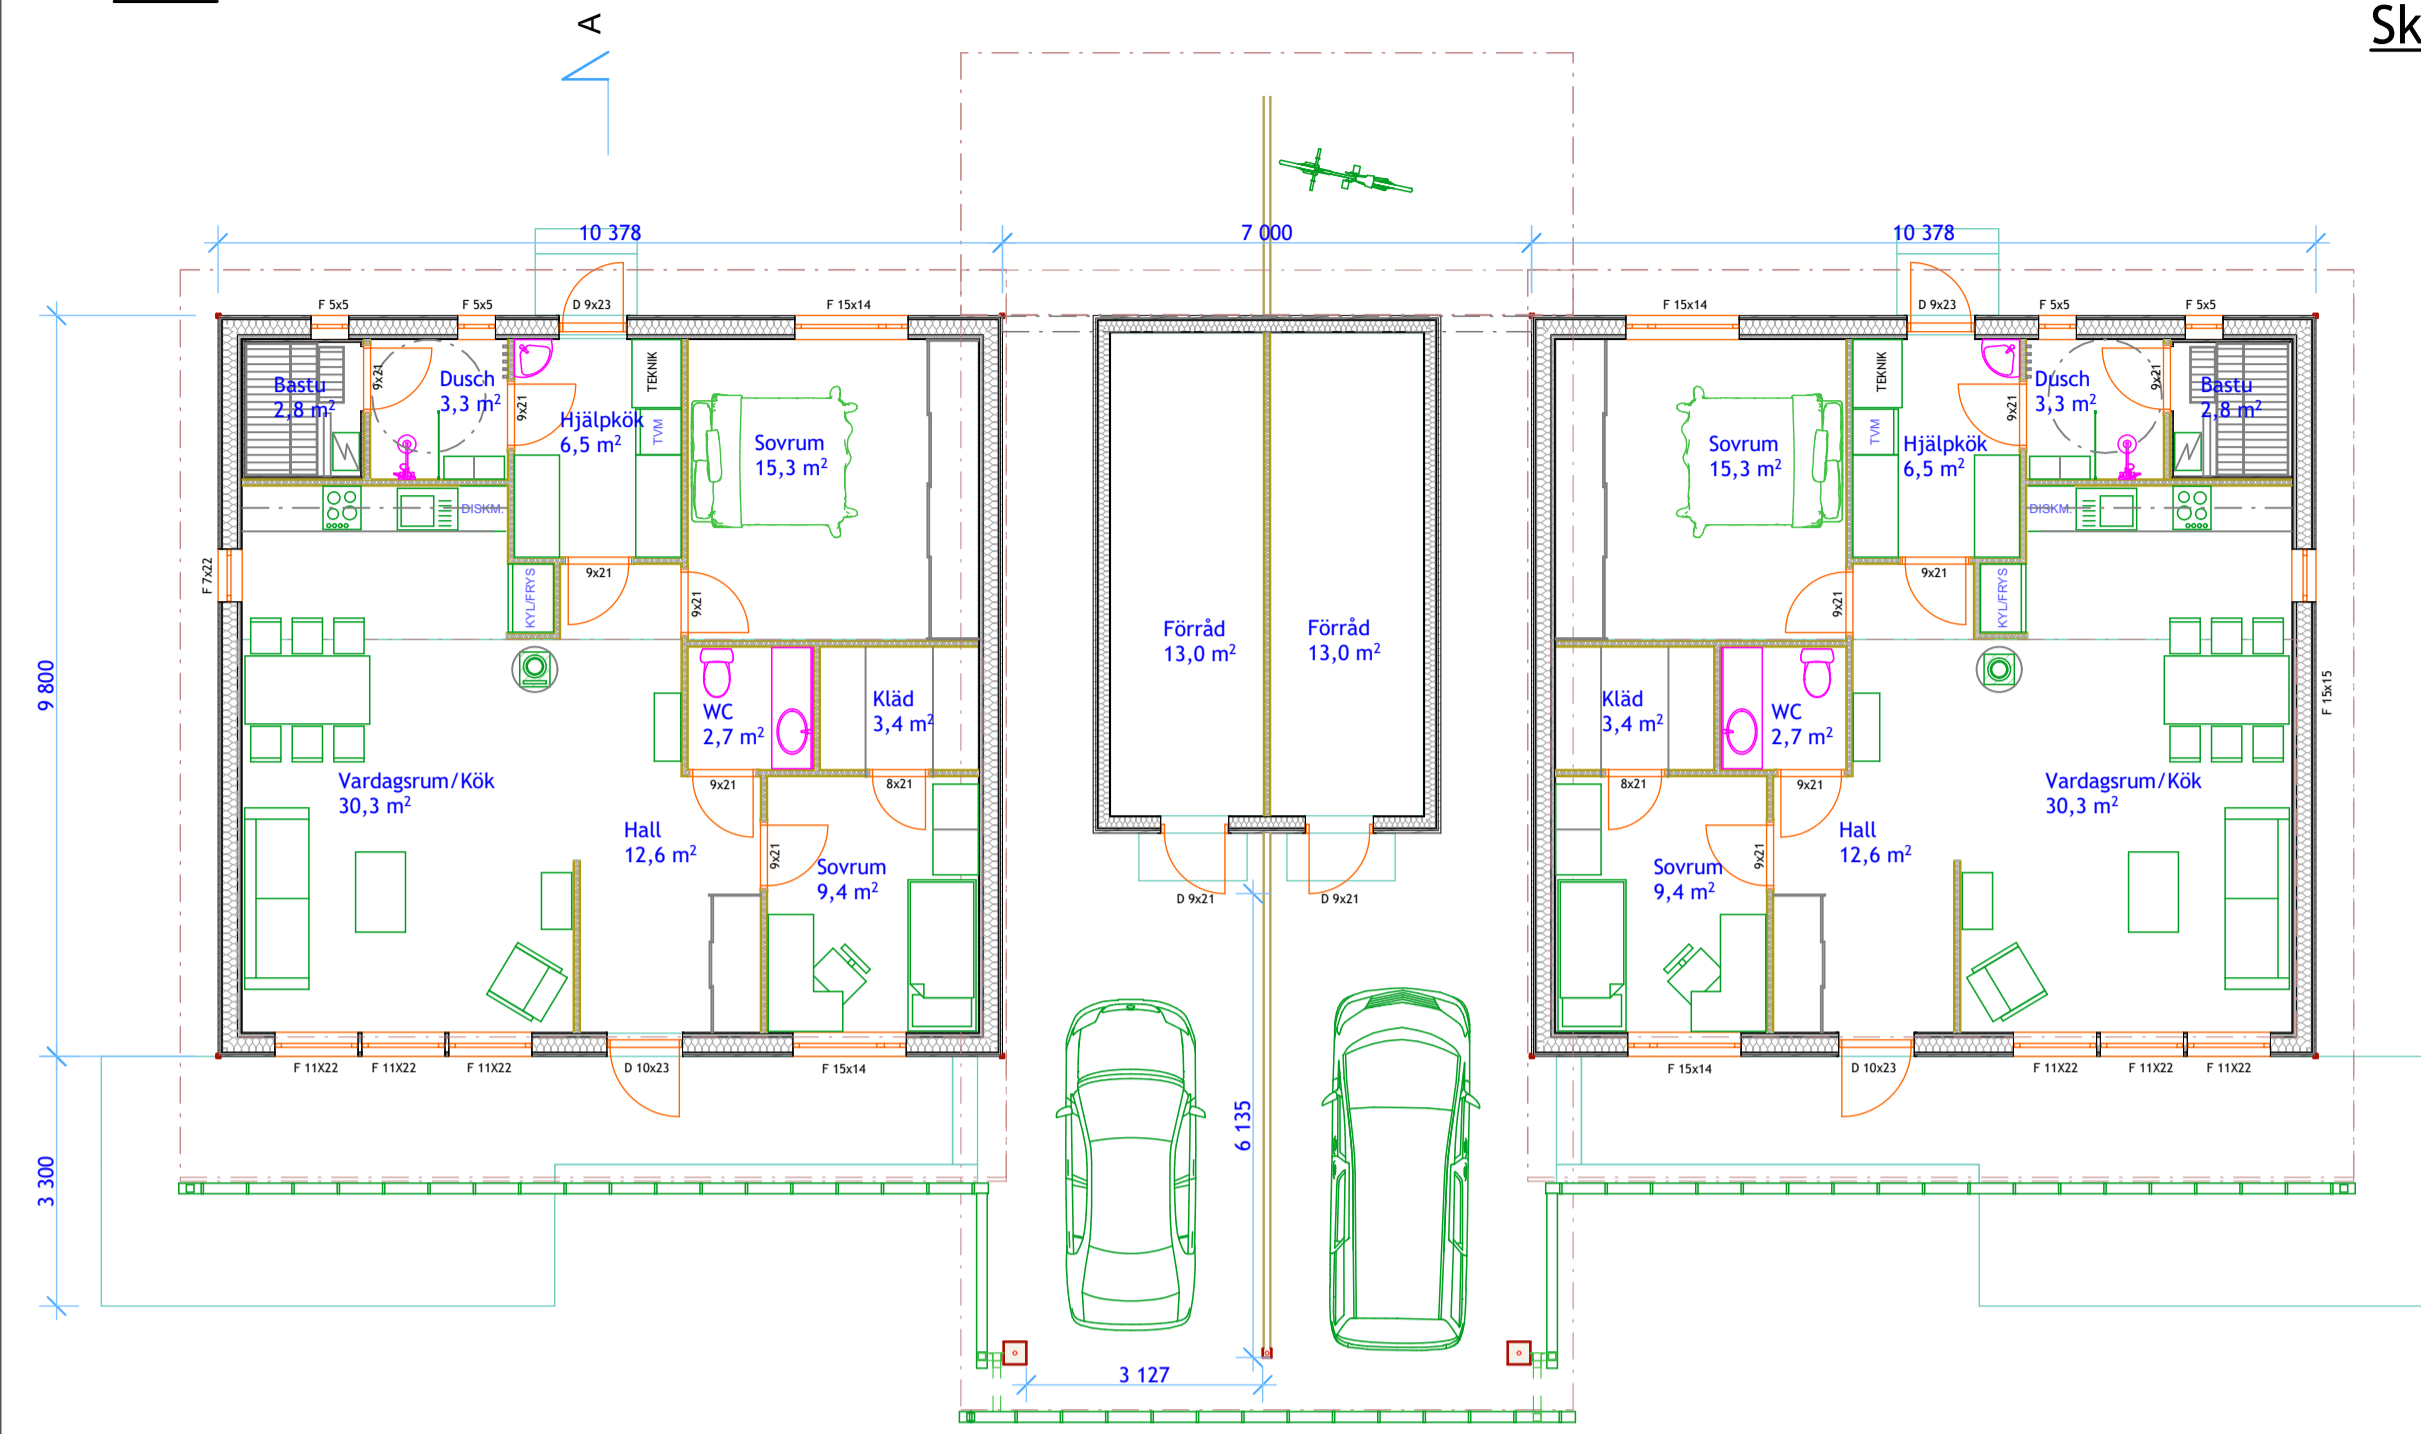 A
Sk
10 378
7 000
10 378
F 5x5
F 5x5
D 9x23
F 15x14
F 15x14
D 9x23
F 5x5
F 5x5
Bastu
2,8 m²
9x21
Dusch
3,3 m²
9x21
Hjälpkök
6,5 m²
TEKNIK
TVM
Sovrum
15,3 m²
Sovrum
15,3 m²
TEKNIK
TVM
Hjälpkök
6,5 m²
9x21
Dusch
3,3 m²
9x21
Bastu
2,8 m²
DISKM.
DISKM.
F 7x22
KYL/FRYS
9x21
9x21
9x21
9x21
KYL/FRYS
Förråd
13,0 m²
Förråd
13,0 m²
9 800
WC
2,7 m²
Kläd
3,4 m²
Kläd
3,4 m²
WC
2,7 m²
F 15x15
Vardagsrum/Kök
30,3 m²
9x21
8x21
8x21
9x21
Vardagsrum/Kök
30,3 m²
Hall
12,6 m²
9x21
Sovrum
9,4 m²
Sovrum
9,4 m²
9x21
Hall
12,6 m²
D 9x21
D 9x21
F 11X22
F 11X22
F 11X22
D 10x23
F 15x14
F 15x14
D 10x23
F 11X22
F 11X22
F 11X22
6 135
3 300
3 127